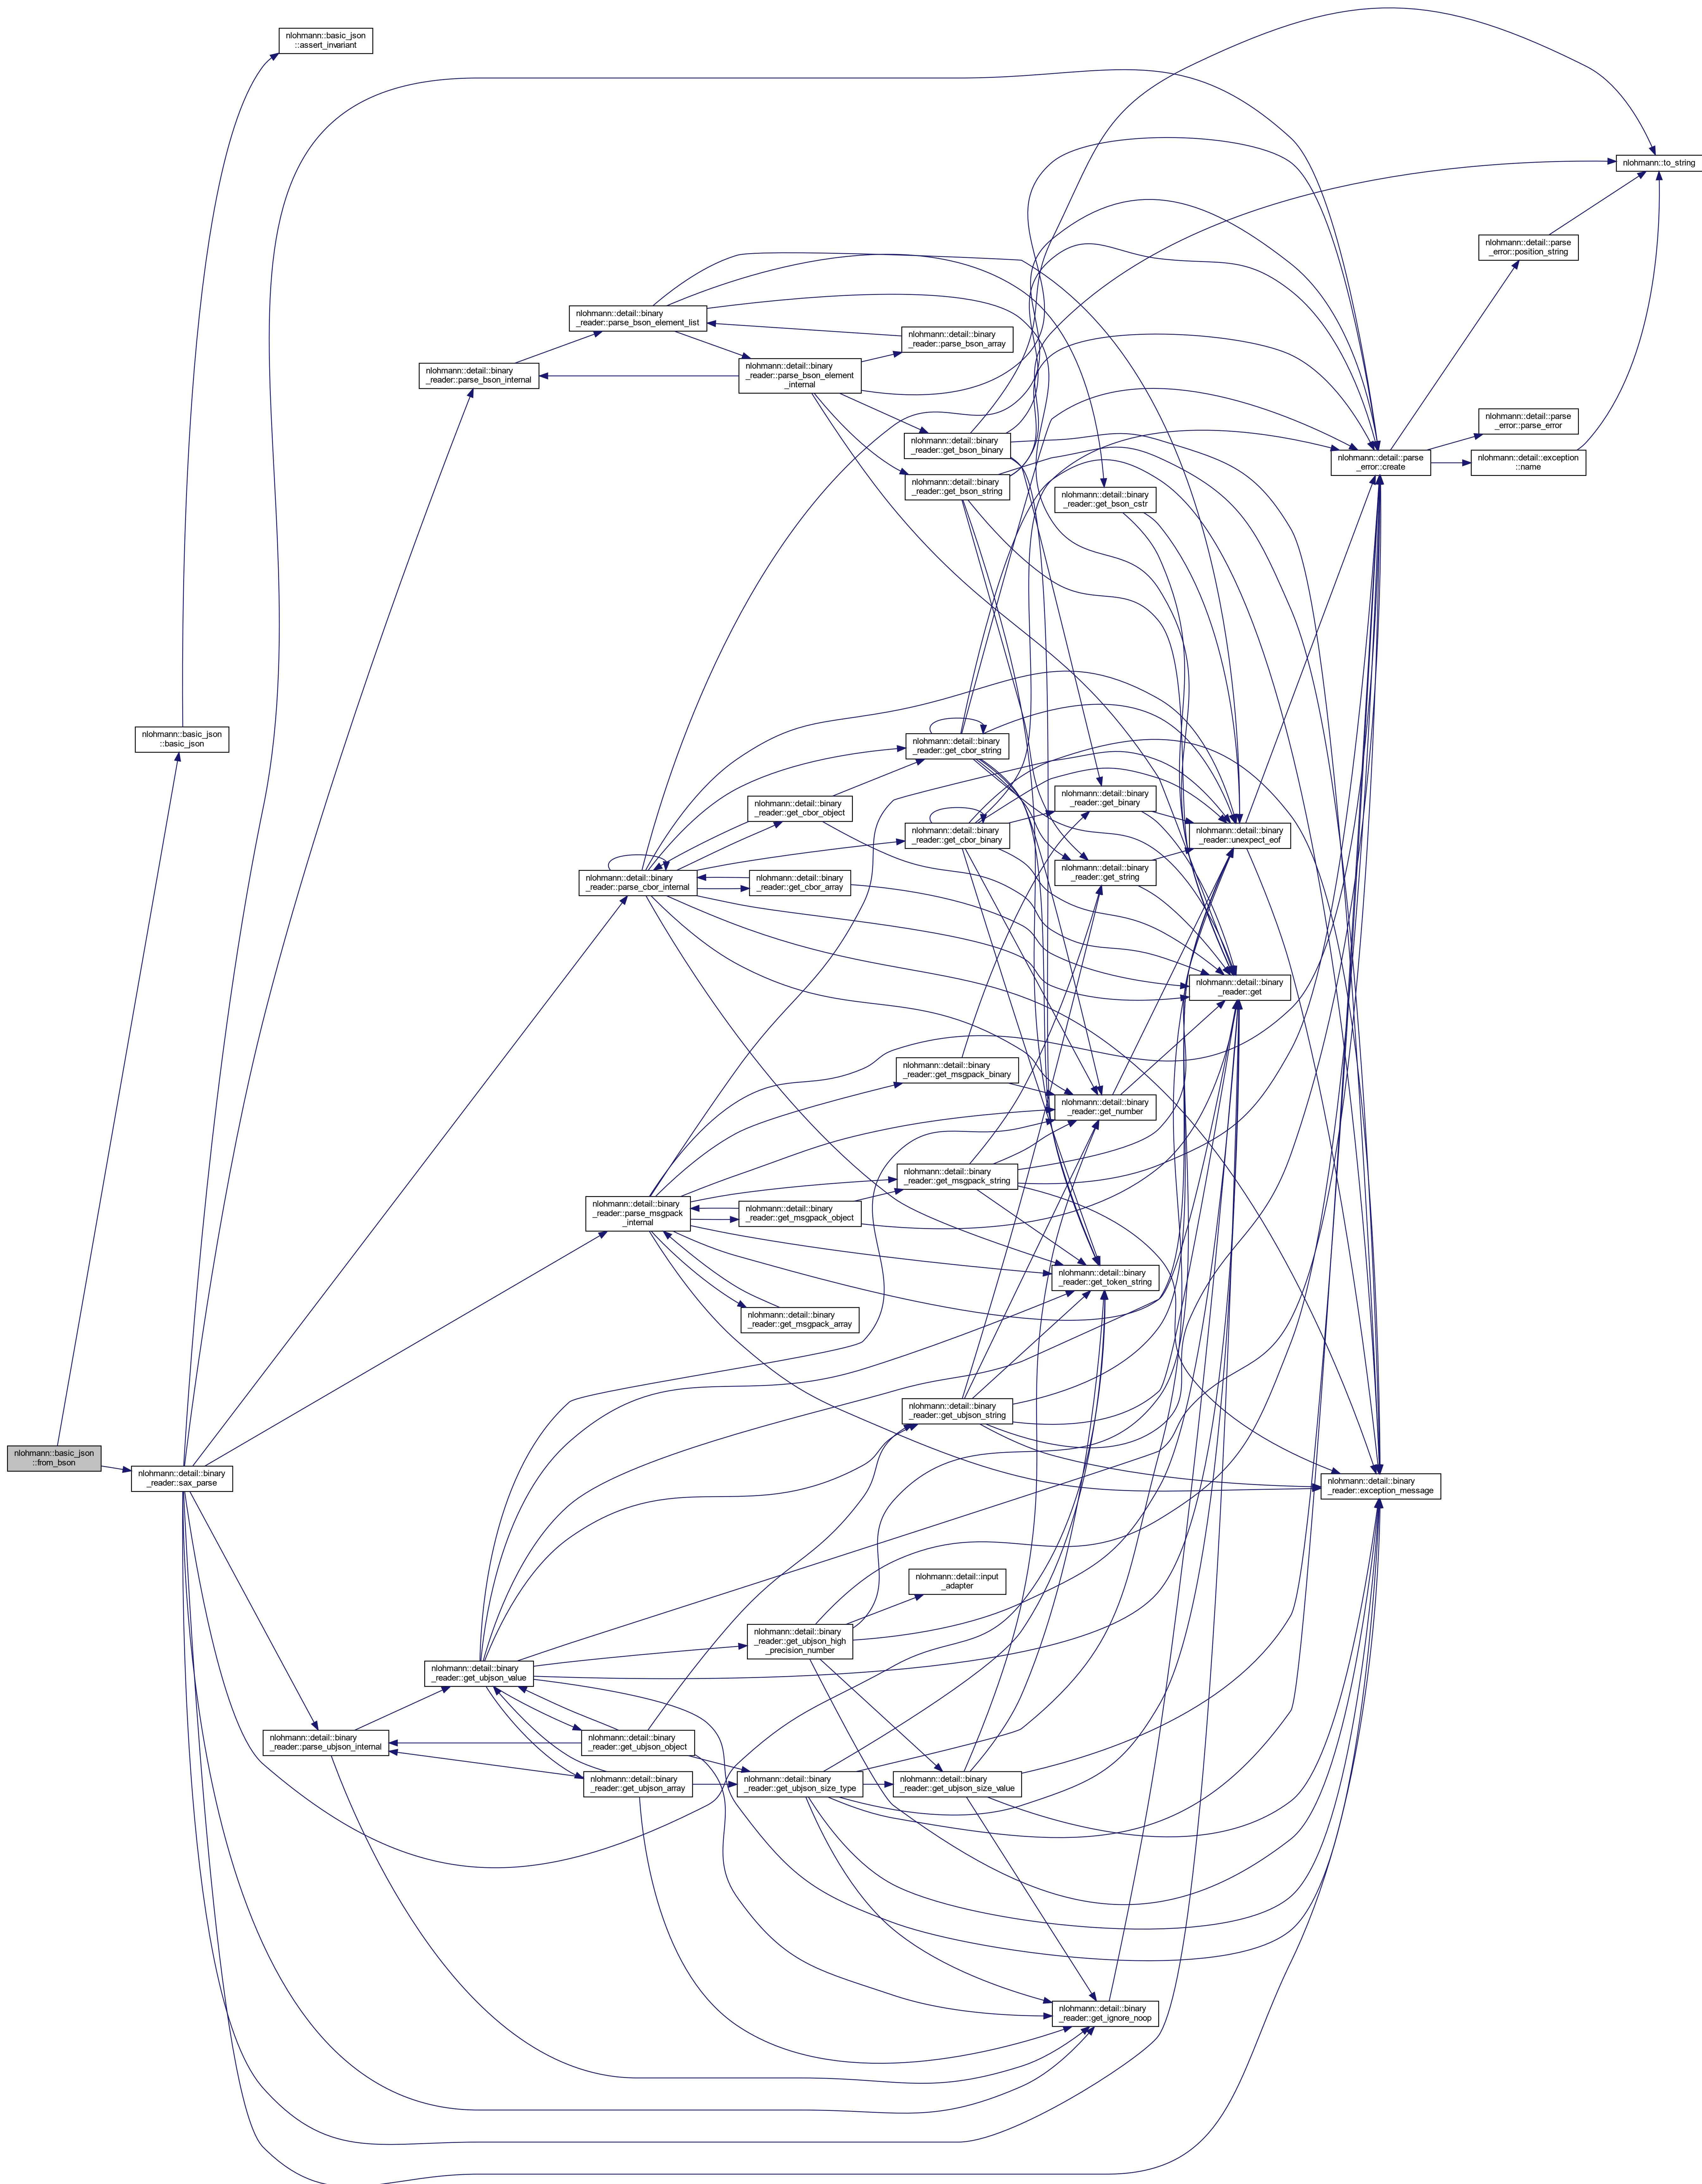 nlohmann::basic_json
::assert_invariant
nlohmann::to_string
nlohmann::detail::parse
_error::position_string
nlohmann::detail::binary
_reader::parse_bson_element_list
nlohmann::detail::binary
_reader::parse_bson_array
nlohmann::detail::binary
_reader::parse_bson_internal
nlohmann::detail::binary
_reader::parse_bson_element
_internal
nlohmann::detail::parse
_error::parse_error
nlohmann::detail::binary
_reader::get_bson_binary
nlohmann::detail::parse
_error::create
nlohmann::detail::exception
::name
nlohmann::detail::binary
_reader::get_bson_string
nlohmann::detail::binary
_reader::get_bson_cstr
nlohmann::basic_json
::basic_json
nlohmann::detail::binary
_reader::get_cbor_string
nlohmann::detail::binary
_reader::get_cbor_object
nlohmann::detail::binary
_reader::get_binary
nlohmann::detail::binary
_reader::get_cbor_binary
nlohmann::detail::binary
_reader::unexpect_eof
nlohmann::detail::binary
_reader::parse_cbor_internal
nlohmann::detail::binary
_reader::get_cbor_array
nlohmann::detail::binary
_reader::get_string
nlohmann::detail::binary
_reader::get
nlohmann::detail::binary
_reader::get_msgpack_binary
nlohmann::detail::binary
_reader::get_number
nlohmann::detail::binary
_reader::get_msgpack_string
nlohmann::detail::binary
_reader::parse_msgpack
_internal
nlohmann::detail::binary
_reader::get_msgpack_object
nlohmann::detail::binary
_reader::get_token_string
nlohmann::detail::binary
_reader::get_msgpack_array
nlohmann::detail::binary
_reader::get_ubjson_string
nlohmann::basic_json
::from_bson
nlohmann::detail::binary
_reader::sax_parse
nlohmann::detail::binary
_reader::exception_message
nlohmann::detail::input
_adapter
nlohmann::detail::binary
_reader::get_ubjson_high
_precision_number
nlohmann::detail::binary
_reader::get_ubjson_value
nlohmann::detail::binary
_reader::parse_ubjson_internal
nlohmann::detail::binary
_reader::get_ubjson_object
nlohmann::detail::binary
_reader::get_ubjson_array
nlohmann::detail::binary
_reader::get_ubjson_size_type
nlohmann::detail::binary
_reader::get_ubjson_size_value
nlohmann::detail::binary
_reader::get_ignore_noop